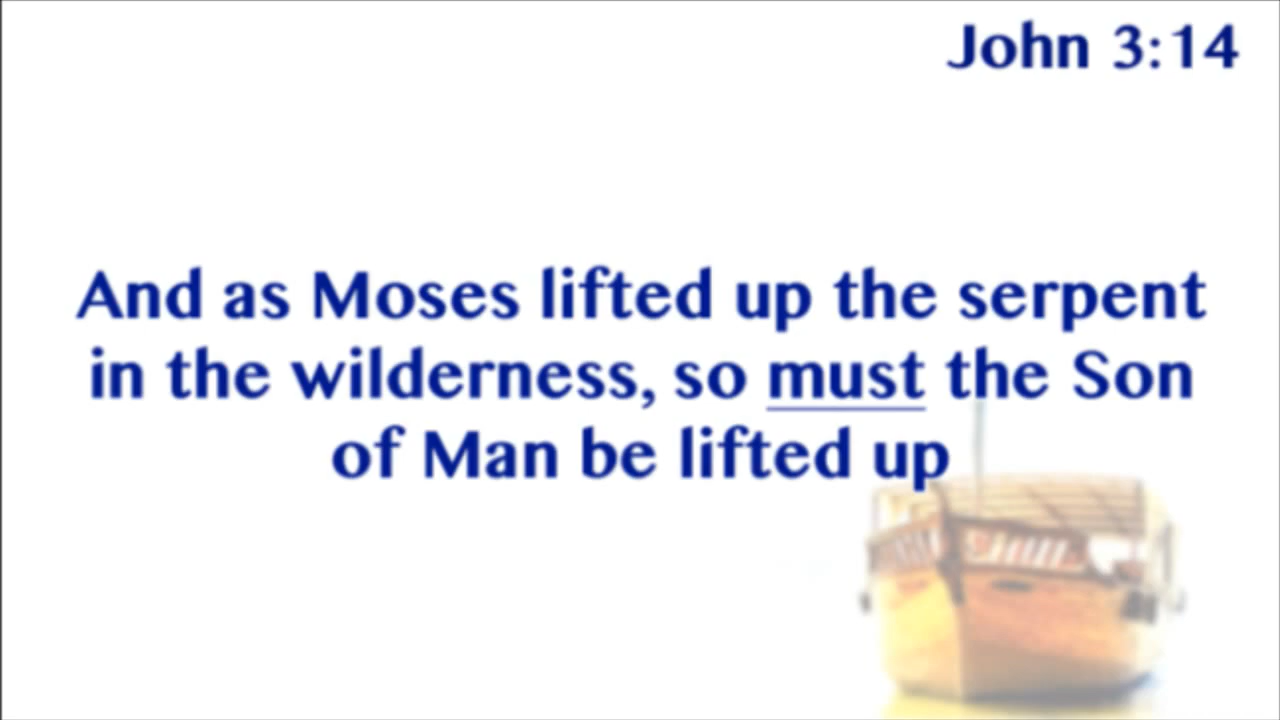 John 3:14
And as Moses lifted up the serpent
in the wilderness, so must the Son
of Man be lifted up